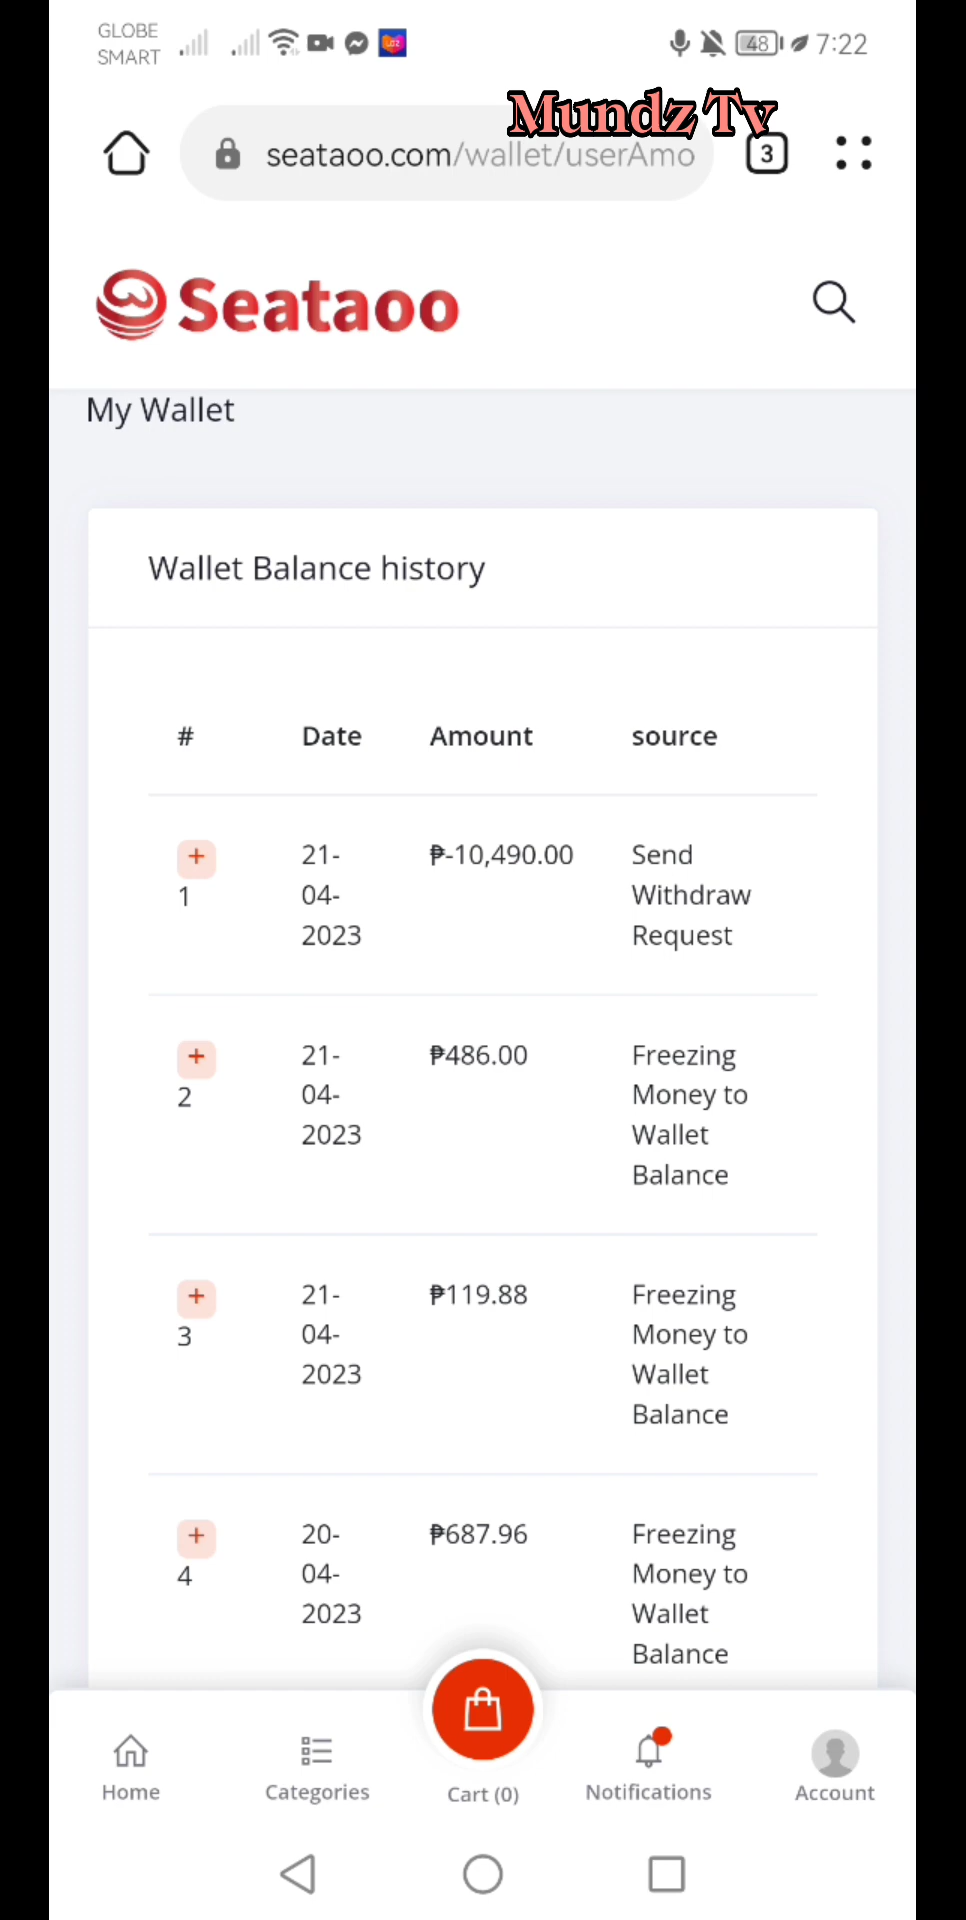 GLOBE
SMART
48
7:22
Mundz Tv
seataoo.com/wallet/userAmo
3
Seataoo
My Wallet
Wallet Balance history
# Date Amount source
1 21-04-2023 ₱-10,490.00 Send Withdraw Request
2 21-04-2023 ₱486.00 Freezing Money to Wallet Balance
3 21-04-2023 ₱119.88 Freezing Money to Wallet Balance
4 20-04-2023 ₱687.96 Freezing Money to Wallet Balance
Home Categories Cart (0) Notifications Account